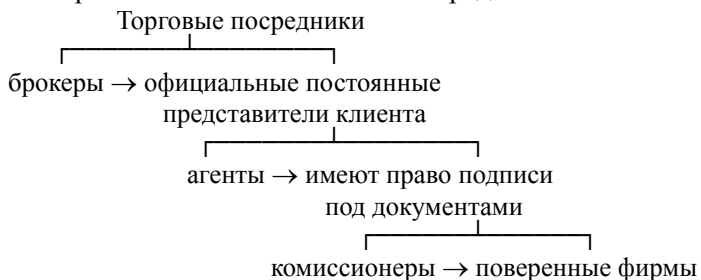 Торговые посредники
брокеры → официальные постоянные
представители клиента
агенты → имеют право подписи
под документами
комиссионеры → поверенные фирмы